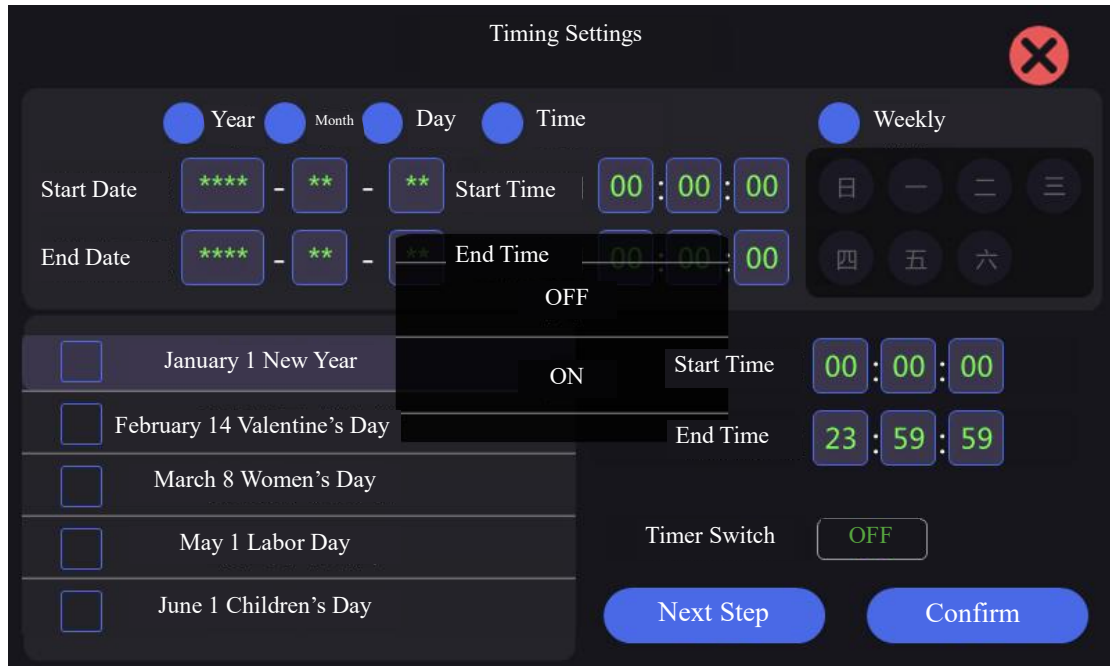 Timing Settings
Year Month Day Time Weekly
Start Date **** - ** - ** Start Time 00 : 00 : 00 日 一 二 三
End Date **** - ** - ** End Time 00 : 00 : 00 四 五 六
OFF
ON
January 1 New Year
February 14 Valentine’s Day
March 8 Women’s Day
May 1 Labor Day
June 1 Children’s Day
Start Time 00 : 00 : 00
End Time 23 : 59 : 59
Timer Switch OFF
Next Step Confirm